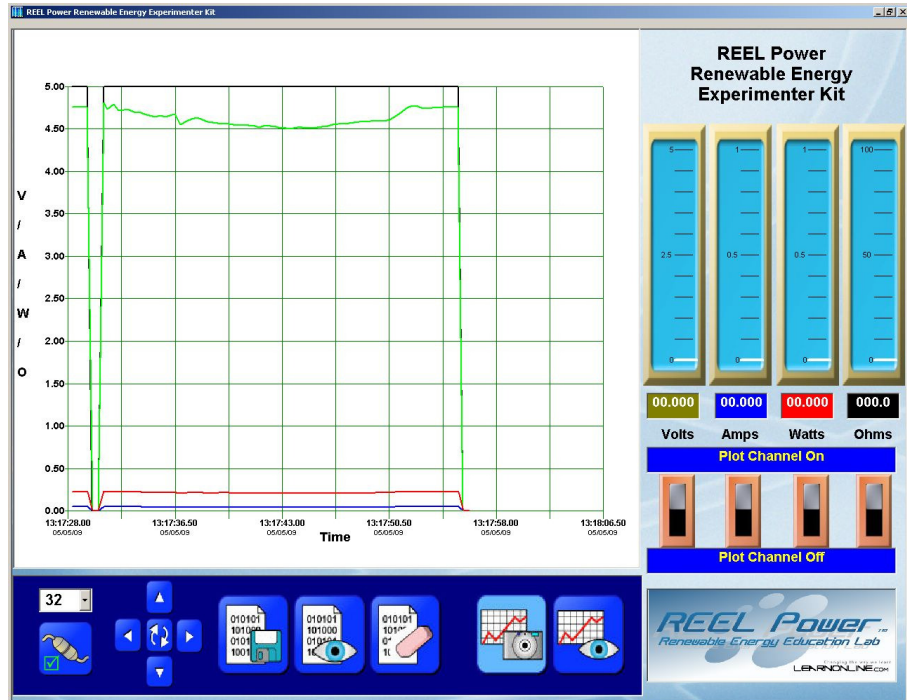 REEL Power Renewable Energy Experimenter Kit
REEL Power
Renewable Energy
Experimenter Kit
V
/
A
/
W
/
O
5.00
4.50
4.00
3.50
3.00
2.50
2.00
1.50
1.00
0.50
0.00
13:17:28.00 13:17:36.50 13:17:43.00 13:17:50.50 13:17:58.00 13:18:06.50
05/05/09 05/05/09 05/05/09 05/05/09 05/05/09 05/05/09
Time
5 1 1 100
2.5 0.5 0.5 50
0 0 0 0
00.000 00.000 00.000 000.0
Volts Amps Watts Ohms
Plot Channel On
Plot Channel Off
32
REEL Power
Renewable Energy Education Lab
Changing the way we learn
LEARNONLINE.COM